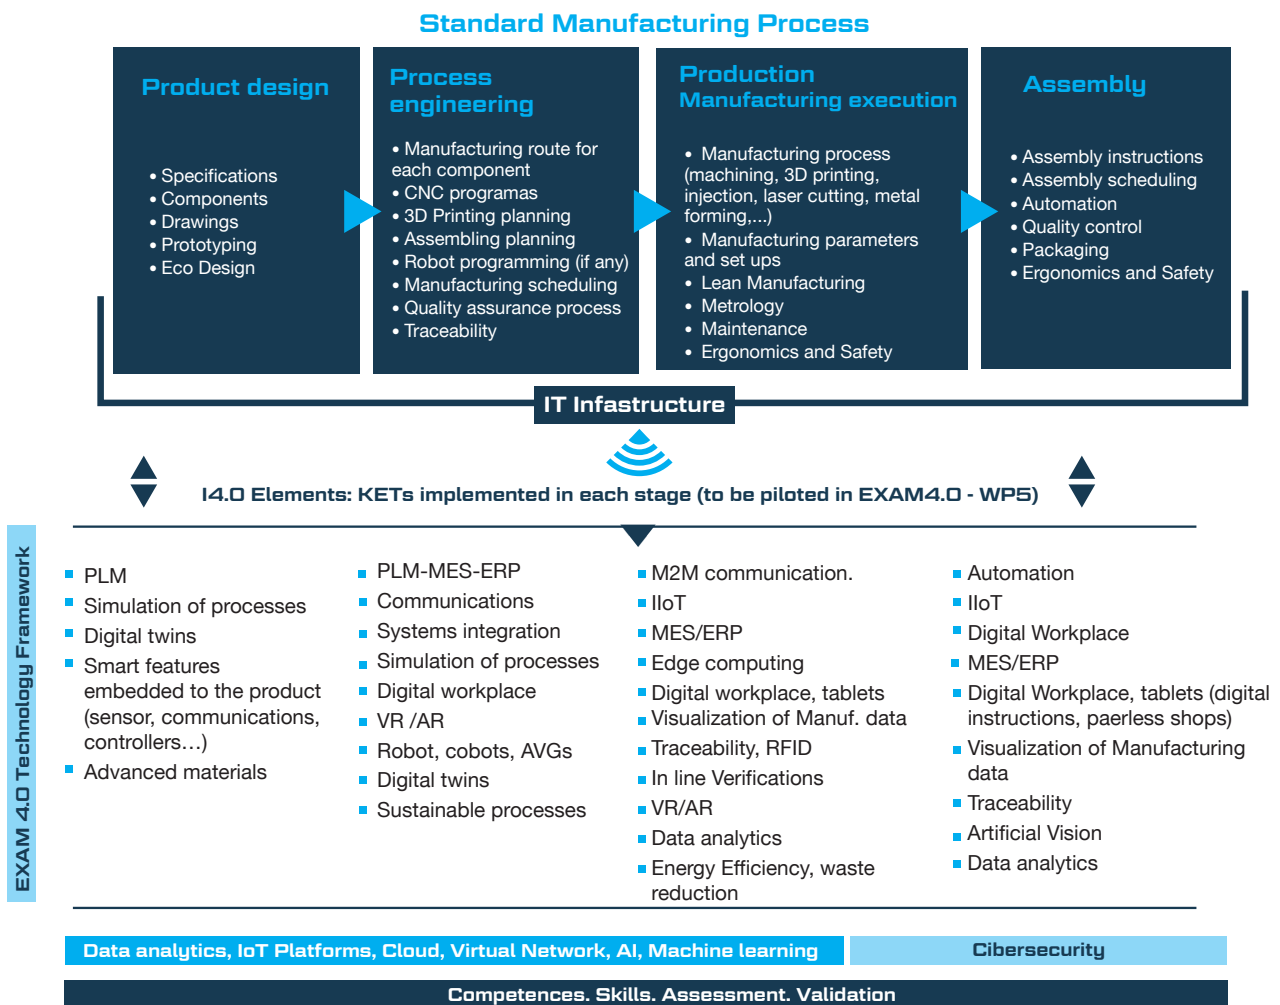 Standard Manufacturing Process
Product design
• Specifications
• Components
• Drawings
• Prototyping
• Eco Design
Process
engineering
• Manufacturing route for
each component
• CNC programas
• 3D Printing planning
• Assembling planning
• Robot programming (if any)
• Manufacturing scheduling
• Quality assurance process
• Traceability
Production
Manufacturing execution
• Manufacturing process
(machining, 3D printing,
injection, laser cutting, metal
forming,...)
• Manufacturing parameters
and set ups
• Lean Manufacturing
• Metrology
• Maintenance
• Ergonomics and Safety
Assembly
• Assembly instructions
• Assembly scheduling
• Automation
• Quality control
• Packaging
• Ergonomics and Safety
IT Infastructure
I4.0 Elements: KETs implemented in each stage (to be piloted in EXAM4.0 - WP5)
EXAM 4.0 Technology Framework
PLM
Simulation of processes
Digital twins
Smart features
embedded to the product
(sensor, communications,
controllers…)
Advanced materials
PLM-MES-ERP
Communications
Systems integration
Simulation of processes
Digital workplace
VR /AR
Robot, cobots, AVGs
Digital twins
Sustainable processes
M2M communication.
IIoT
MES/ERP
Edge computing
Digital workplace, tablets
Visualization of Manuf. data
Traceability, RFID
In line Verifications
VR/AR
Data analytics
Energy Efficiency, waste
reduction
Automation
IIoT
Digital Workplace
MES/ERP
Digital Workplace, tablets (digital
instructions, paerless shops)
Visualization of Manufacturing
data
Traceability
Artificial Vision
Data analytics
Data analytics, IoT Platforms, Cloud, Virtual Network, AI, Machine learning
Cibersecurity
Competences. Skills. Assessment. Validation